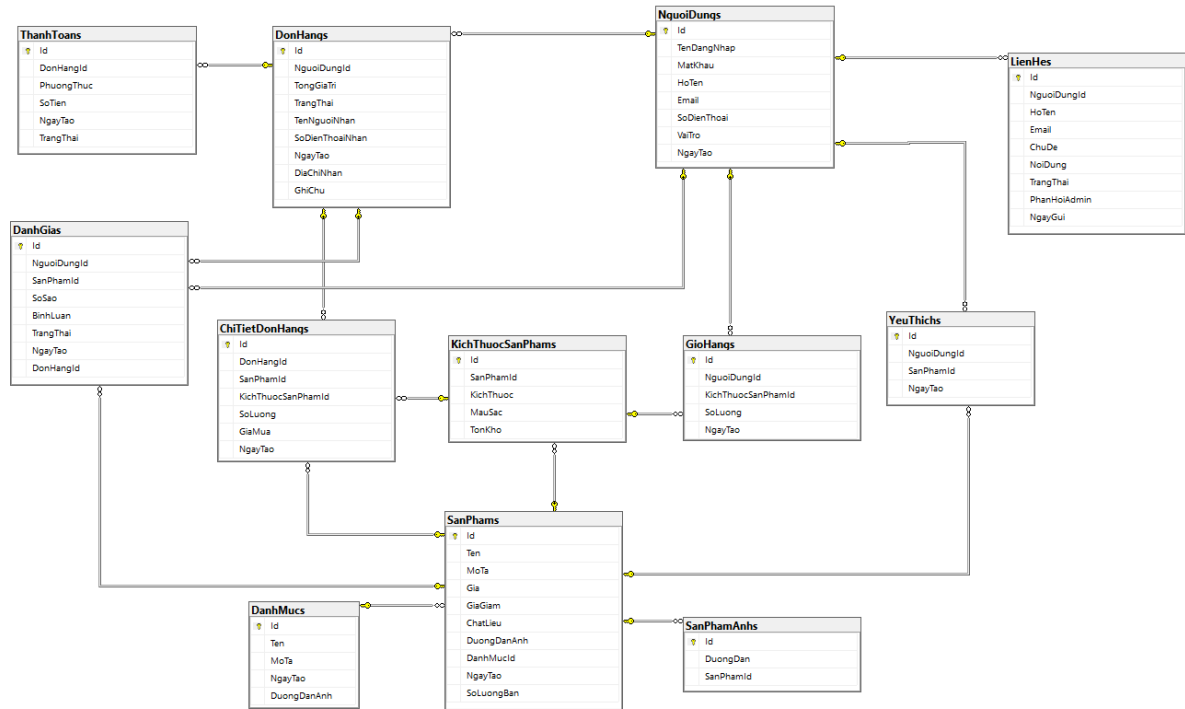 ThanhToans
Id
DonHangId
PhuongThuc
SoTien
NgayTao
TrangThai
DonHangs
Id
NguoiDungId
TongGiaTri
TrangThai
TenNguoiNhan
SoDienThoaiNhan
NgayTao
DiaChiNhan
GhiChu
NguoiDungs
Id
TenDangNhap
MatKhau
HoTen
Email
SoDienThoai
VaiTro
NgayTao
LienHes
Id
NguoiDungId
HoTen
Email
ChuDe
NoiDung
TrangThai
PhanHoiAdmin
NgayGui
DanhGias
Id
NguoiDungId
SanPhamId
SoSao
BinhLuan
TrangThai
NgayTao
DonHangId
ChiTietDonHangs
Id
DonHangId
SanPhamId
KichThuocSanPhamId
SoLuong
GiaMua
NgayTao
KichThuocSanPhams
Id
SanPhamId
KichThuoc
MauSac
TonKho
GioHangs
Id
NguoiDungId
KichThuocSanPhamId
SoLuong
NgayTao
YeuThichs
Id
NguoiDungId
SanPhamId
NgayTao
SanPhams
Id
Ten
MoTa
Gia
GiaGiam
ChatLieu
DuongDanAnh
DanhMucId
NgayTao
SoLuongBan
DanhMucs
Id
Ten
MoTa
NgayTao
DuongDanAnh
SanPhamAnhs
Id
DuongDan
SanPhamId